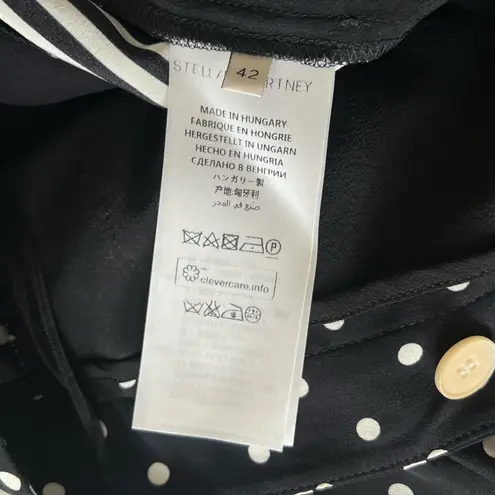 STELLA 42 RTNEY
MADE IN HUNGARY
FABRIQUE EN HONGRIE
HERGESTELLT IN UNGARN
HECHO EN HUNGRIA
СДЕЛАНО В ВЕНГРИИ
ハンガリー製
产地:匈牙利
صنع في المجر
P
clevercare.info